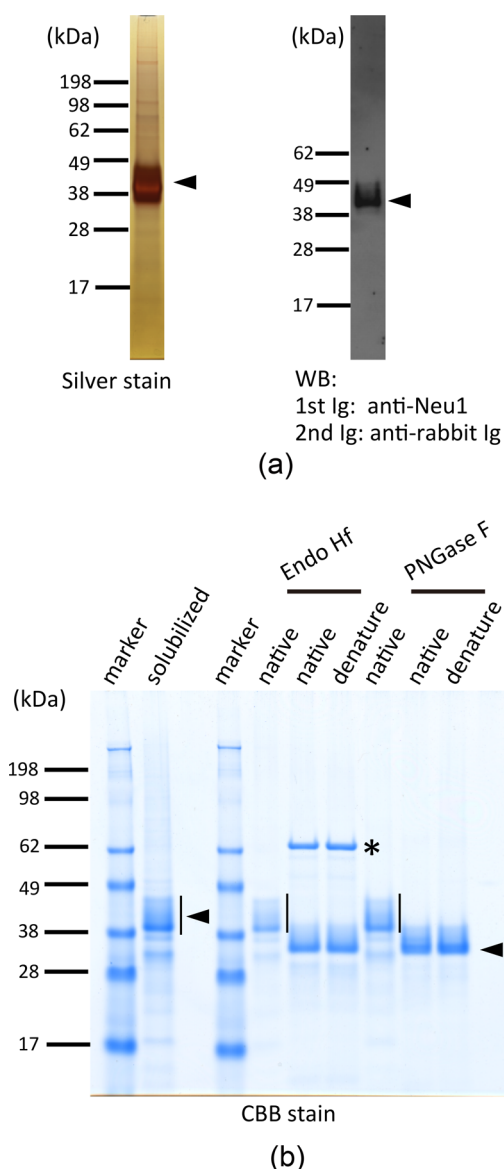 (kDa)
198
98
62
49
38
28
17
Silver stain
(kDa)
62
49
38
28
17
WB:
1st Ig: anti-Neu1
2nd Ig: anti-rabbit Ig
(a)
Endo Hf
PNGase F
marker
solubilized
marker
native
native
denature
native
native
denature
(kDa)
198
98
62
49
38
28
17
*
CBB stain
(b)